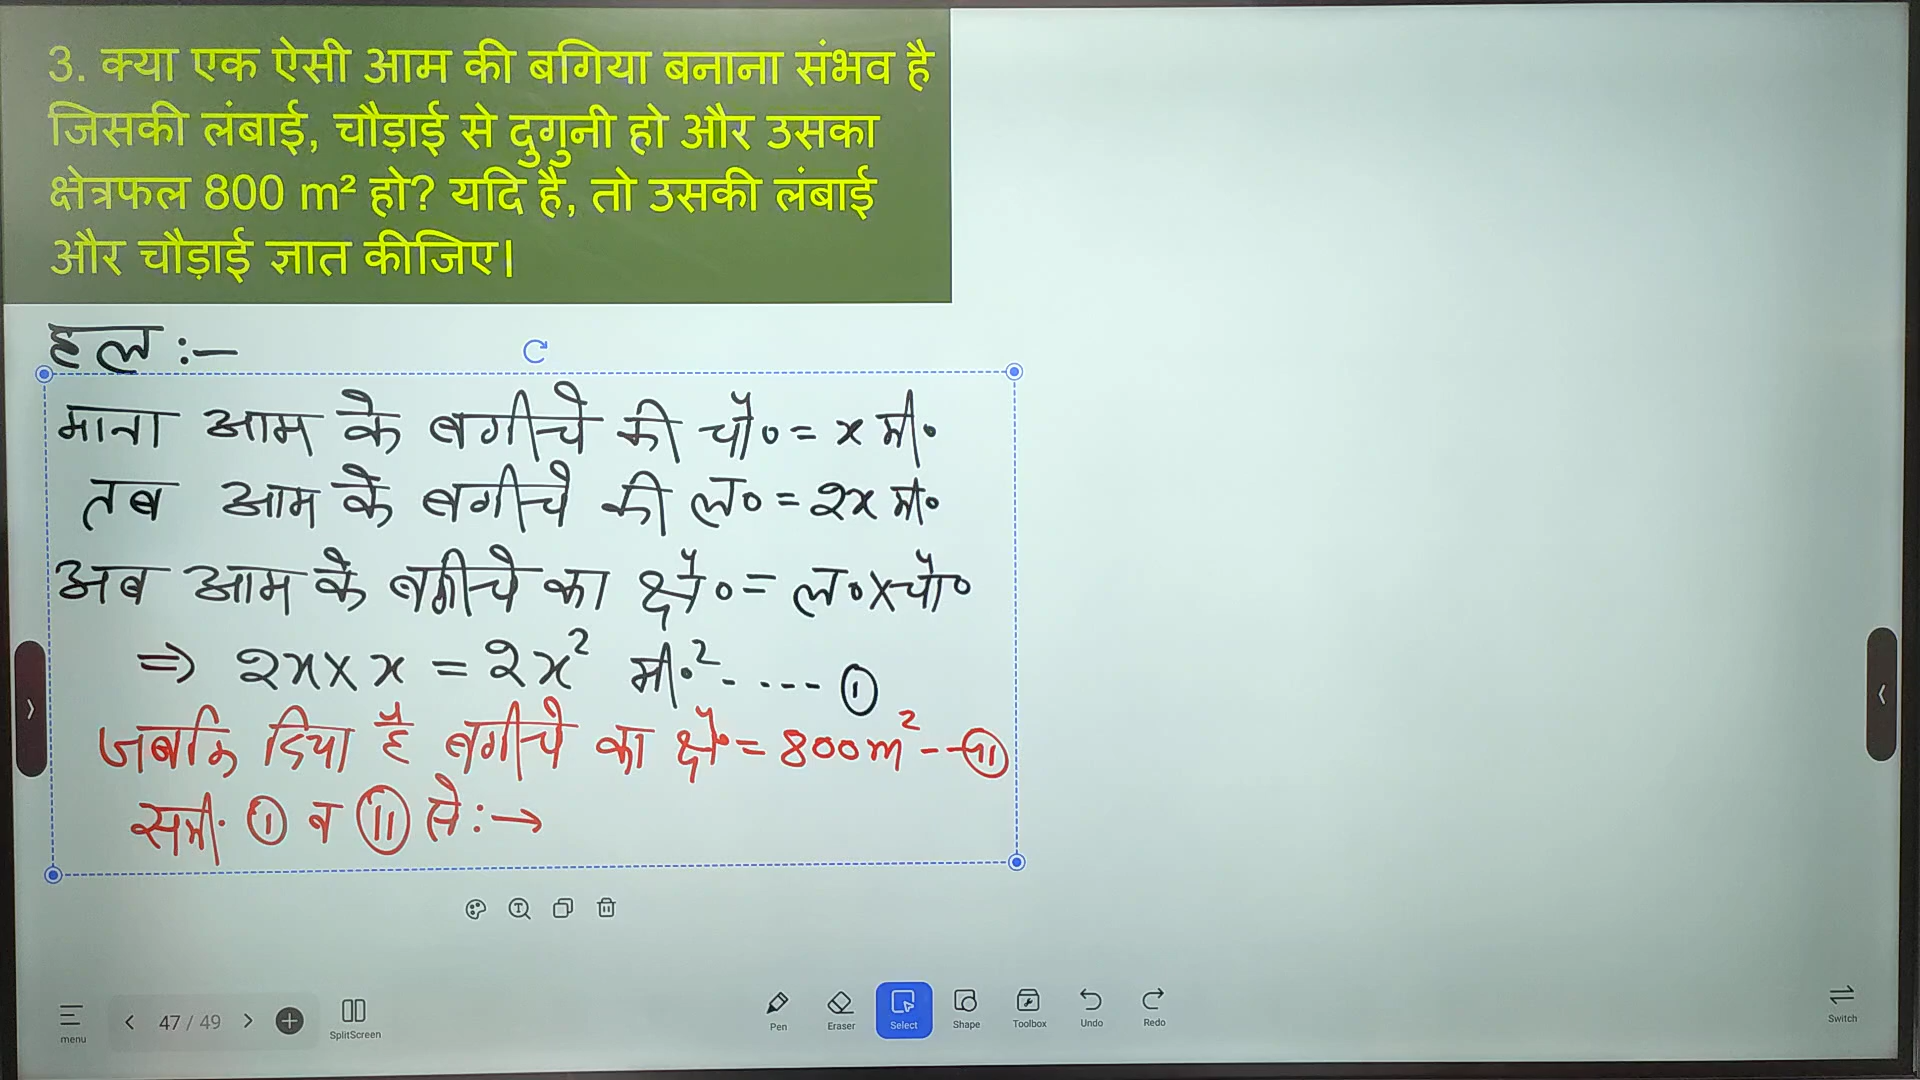 3. क्या एक ऐसी आम की बगिया बनाना संभव है
जिसकी लंबाई, चौड़ाई से दुगुनी हो और उसका
क्षेत्रफल 800 m² हो? यदि है, तो उसकी लंबाई
और चौड़ाई ज्ञात कीजिए।
हल :—
माना आम के बगीचे की चौ० = x मी०
तब आम के बगीचे की ल० = 2x मी०
अब आम के बगीचे का क्षे० = ल०×चौ०
⇒ 2x×x = 2x² मी०² - ---- ①
जबकि दिया है बगीचे का क्षे० = 800m² -- ⑪
समी० ① व ⑪ से :→
menu
47 / 49
SplitScreen
Pen
Eraser
Select
Shape
Toolbox
Undo
Redo
Switch